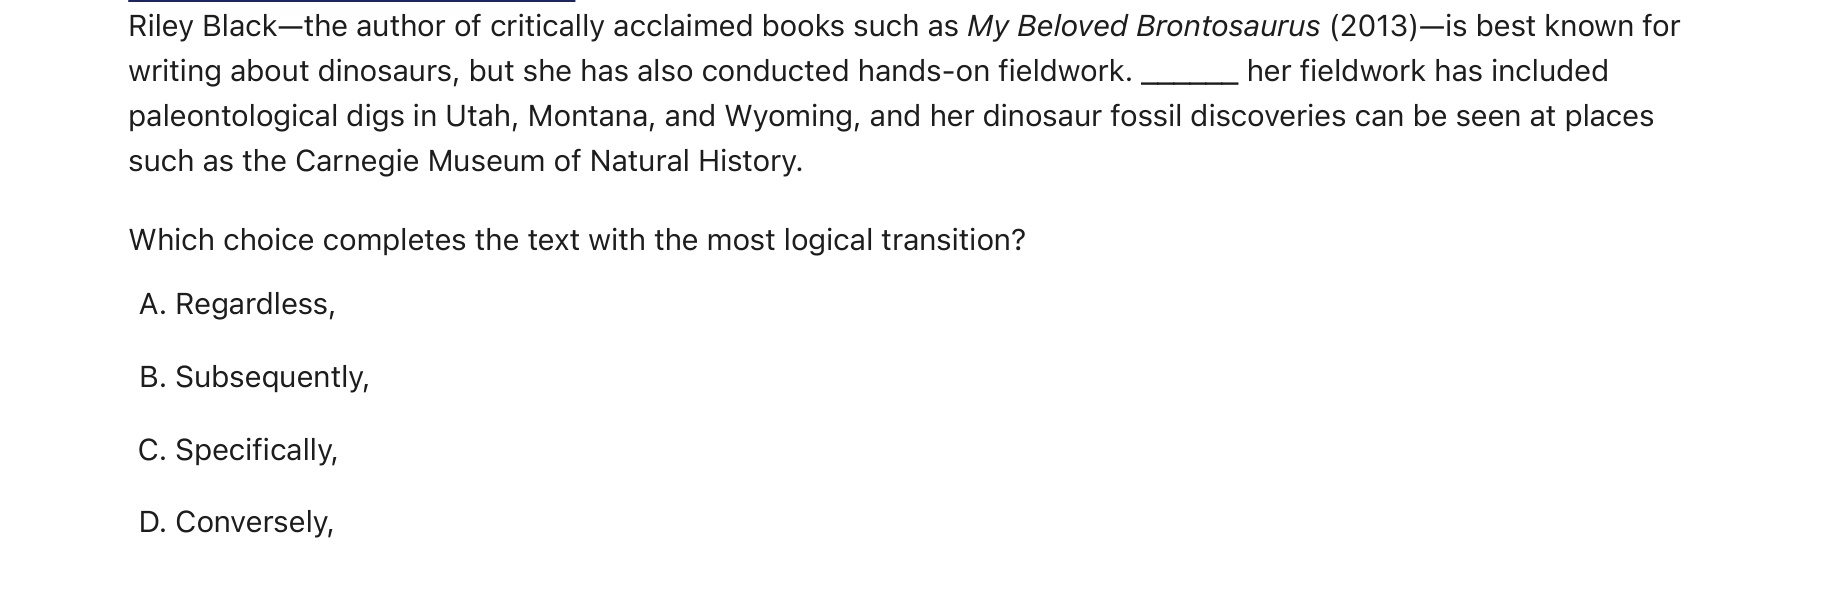 Riley Black—the author of critically acclaimed books such as My Beloved Brontosaurus (2013)—is best known for
writing about dinosaurs, but she has also conducted hands-on fieldwork. ______ her fieldwork has included
paleontological digs in Utah, Montana, and Wyoming, and her dinosaur fossil discoveries can be seen at places
such as the Carnegie Museum of Natural History.
Which choice completes the text with the most logical transition?
A. Regardless,
B. Subsequently,
C. Specifically,
D. Conversely,